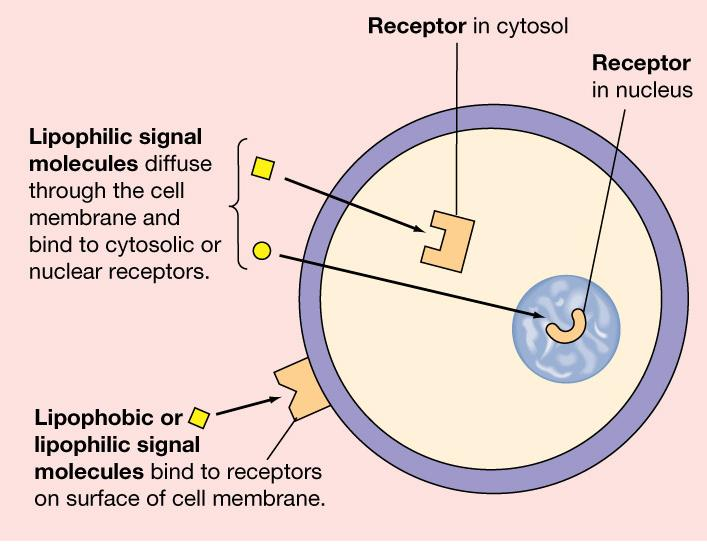 Receptor in cytosol
Receptor
in nucleus
Lipophilic signal
molecules diffuse
through the cell
membrane and
bind to cytosolic or
nuclear receptors.
Lipophobic or
lipophilic signal
molecules bind to receptors
on surface of cell membrane.